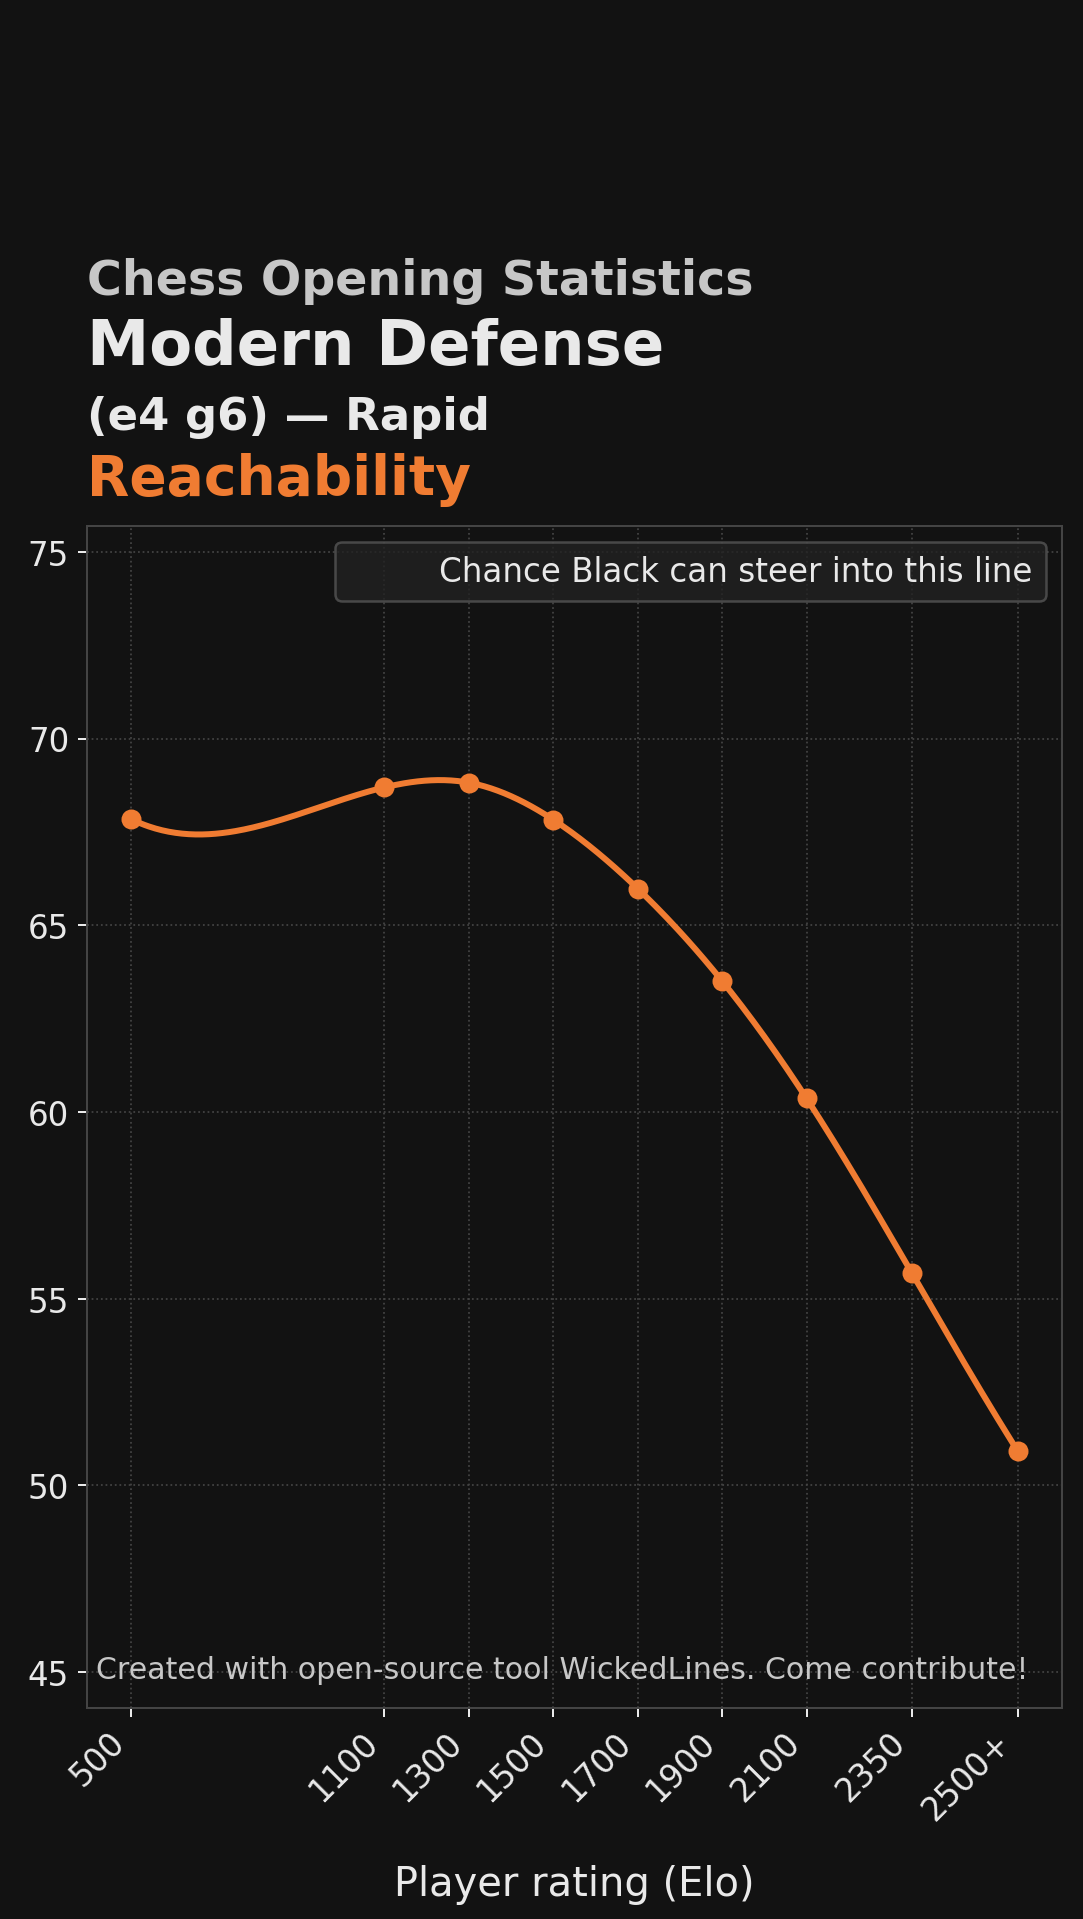 Chess Opening Statistics
Modern Defense
(e4 g6) — Rapid
Reachability
Chance Black can steer into this line
75
70
65
60
55
50
45
Created with open-source tool WickedLines. Come contribute!
500
1100
1300
1500
1700
1900
2100
2350
2500+
Player rating (Elo)